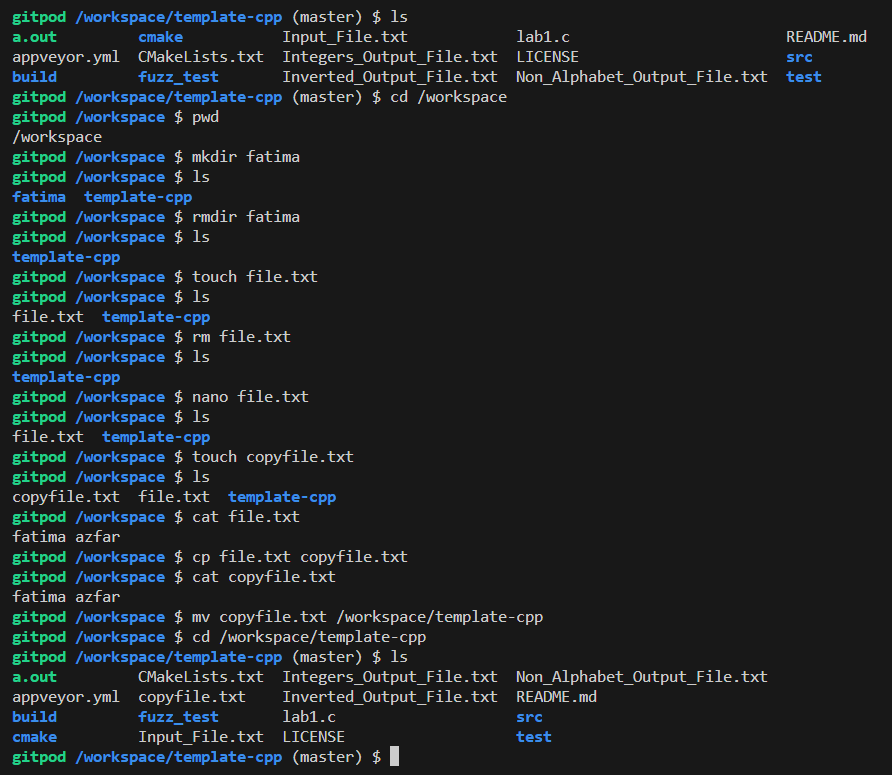 gitpod /workspace/template-cpp (master) $ ls
a.out         cmake           Input_File.txt           lab1.c                          README.md
appveyor.yml  CMakeLists.txt  Integers_Output_File.txt  LICENSE                        src
build         fuzz_test       Inverted_Output_File.txt  Non_Alphabet_Output_File.txt  test
gitpod /workspace/template-cpp (master) $ cd /workspace
gitpod /workspace $ pwd
/workspace
gitpod /workspace $ mkdir fatima
gitpod /workspace $ ls
fatima  template-cpp
gitpod /workspace $ rmdir fatima
gitpod /workspace $ ls
template-cpp
gitpod /workspace $ touch file.txt
gitpod /workspace $ ls
file.txt  template-cpp
gitpod /workspace $ rm file.txt
gitpod /workspace $ ls
template-cpp
gitpod /workspace $ nano file.txt
gitpod /workspace $ ls
file.txt  template-cpp
gitpod /workspace $ touch copyfile.txt
gitpod /workspace $ ls
copyfile.txt  file.txt  template-cpp
gitpod /workspace $ cat file.txt
fatima azfar
gitpod /workspace $ cp file.txt copyfile.txt
gitpod /workspace $ cat copyfile.txt
fatima azfar
gitpod /workspace $ mv copyfile.txt /workspace/template-cpp
gitpod /workspace $ cd /workspace/template-cpp
gitpod /workspace/template-cpp (master) $ ls
a.out         CMakeLists.txt  Integers_Output_File.txt  Non_Alphabet_Output_File.txt
appveyor.yml  copyfile.txt    Inverted_Output_File.txt  README.md
build         fuzz_test       lab1.c                    src
cmake         Input_File.txt  LICENSE                   test
gitpod /workspace/template-cpp (master) $